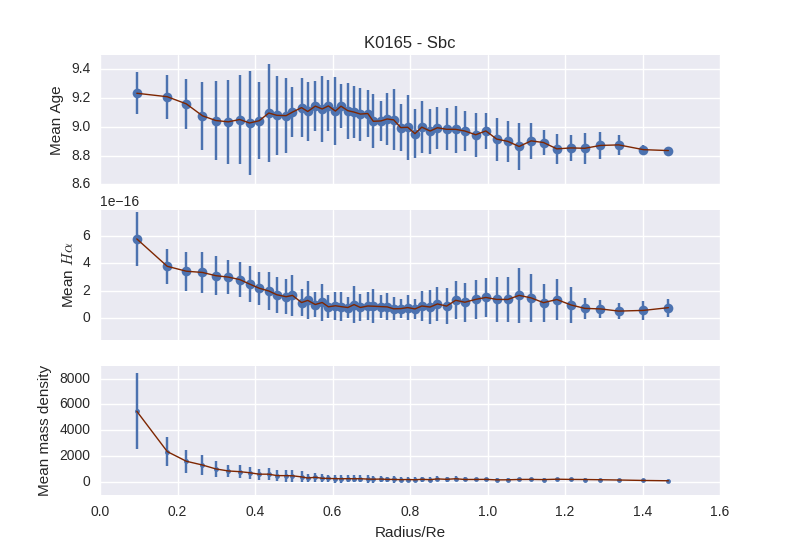 K0165 - Sbc
9.4
9.2
9.0
8.8
8.6
Mean Age
1e−16
6
4
2
0
Mean Hα
8000
6000
4000
2000
0
Mean mass density
0.0 0.2 0.4 0.6 0.8 1.0 1.2 1.4 1.6
Radius/Re